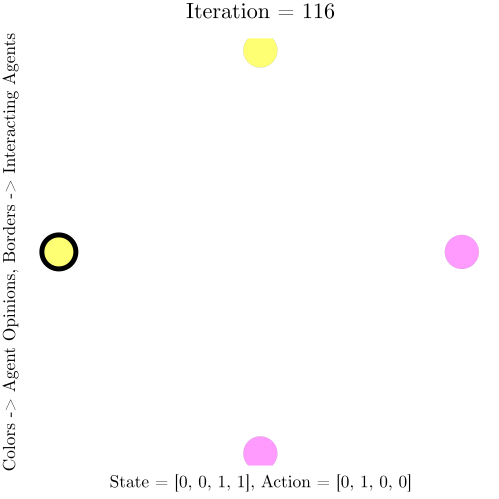 Iteration = 116
Colors -> Agent Opinions, Borders -> Interacting Agents
State = [0, 0, 1, 1], Action = [0, 1, 0, 0]